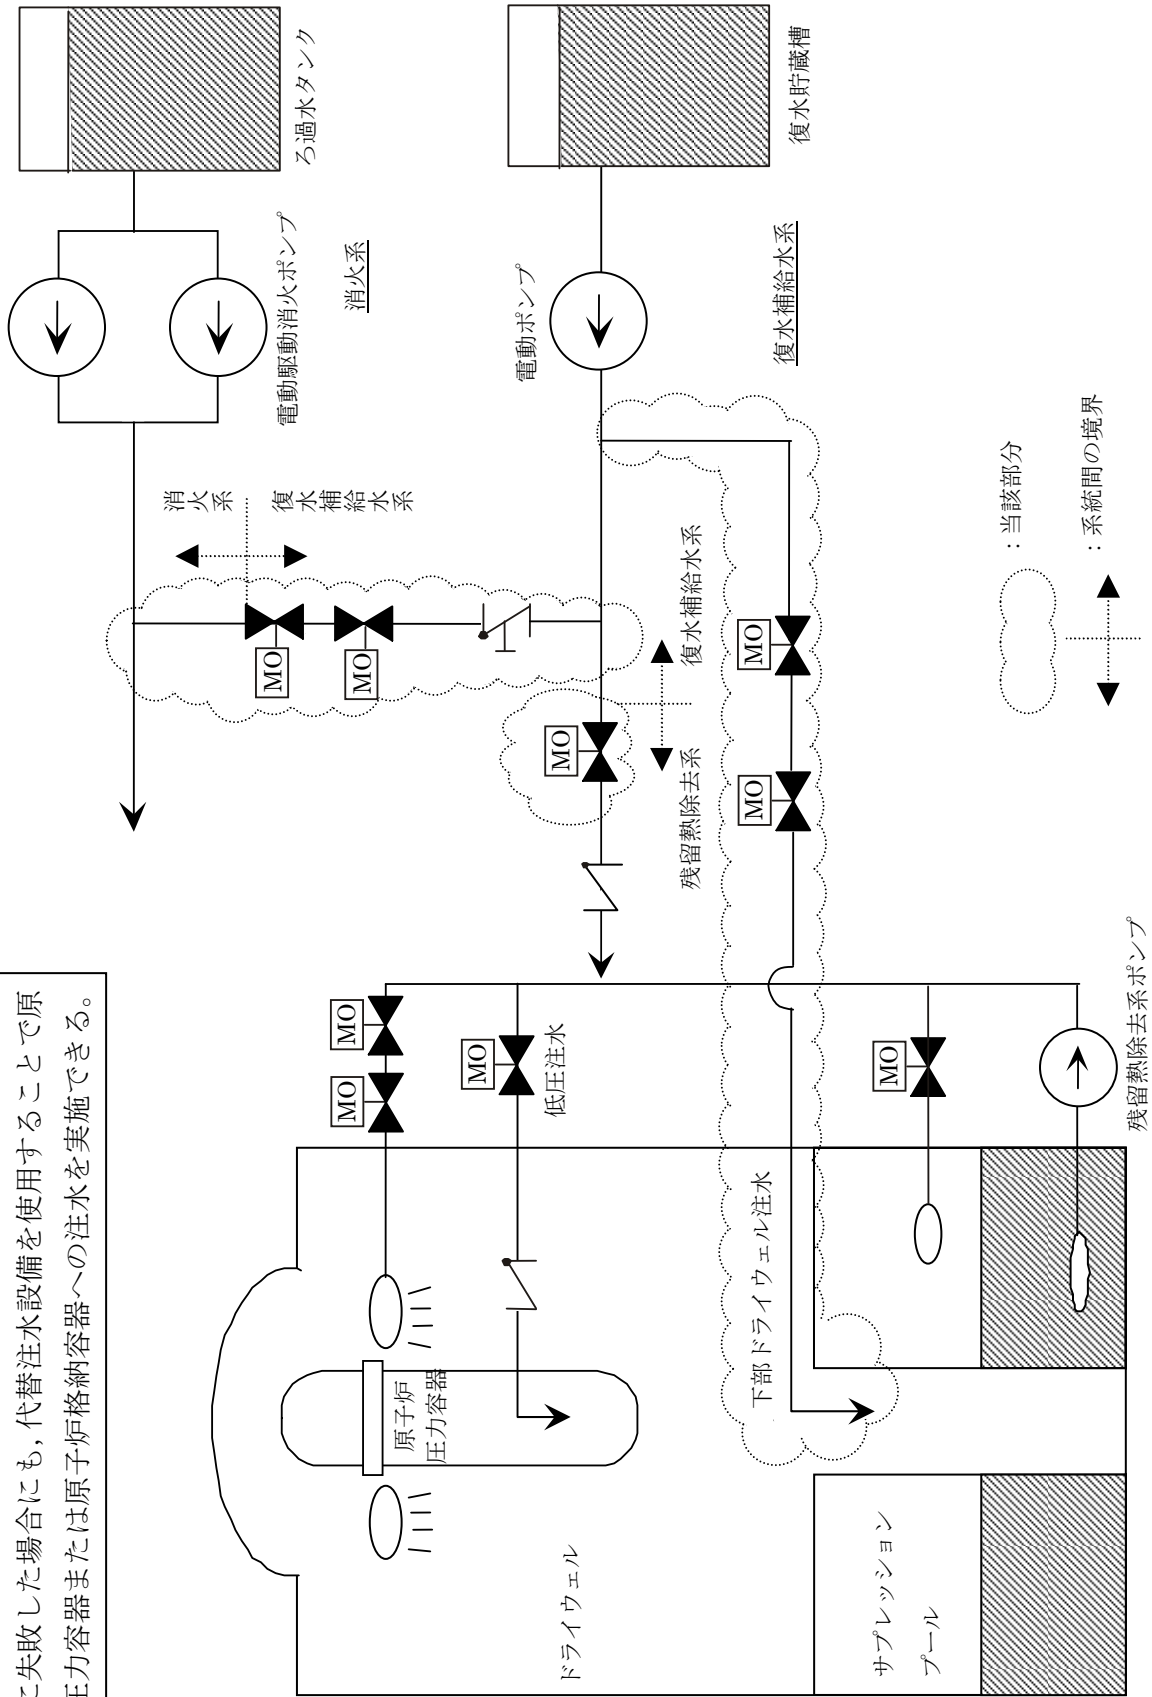 に失敗した場合にも，代替注水設備を使用することで原
圧力容器または原子炉格納容器への注水を実施できる。
ろ過水タンク
電動駆動消火ポンプ
消火系
復水貯蔵槽
電動ポンプ
復水補給水系
消火系
復水補給水系
MO
MO
MO
復水補給水系
残留熱除去系
MO
MO
：当該部分
：系統間の境界
MO
MO
MO
低圧注水
MO
残留熱除去系ポンプ
下部ドライウェル注水
原子炉
圧力容器
ドライウェル
サプレッション
プール